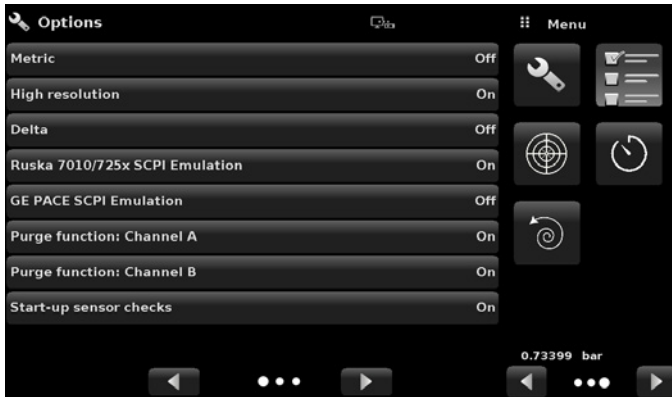 Options
Menu
Metric Off
High resolution On
Delta Off
Ruska 7010/725x SCPI Emulation On
GE PACE SCPI Emulation Off
Purge function: Channel A On
Purge function: Channel B On
Start-up sensor checks On
0.73399 bar